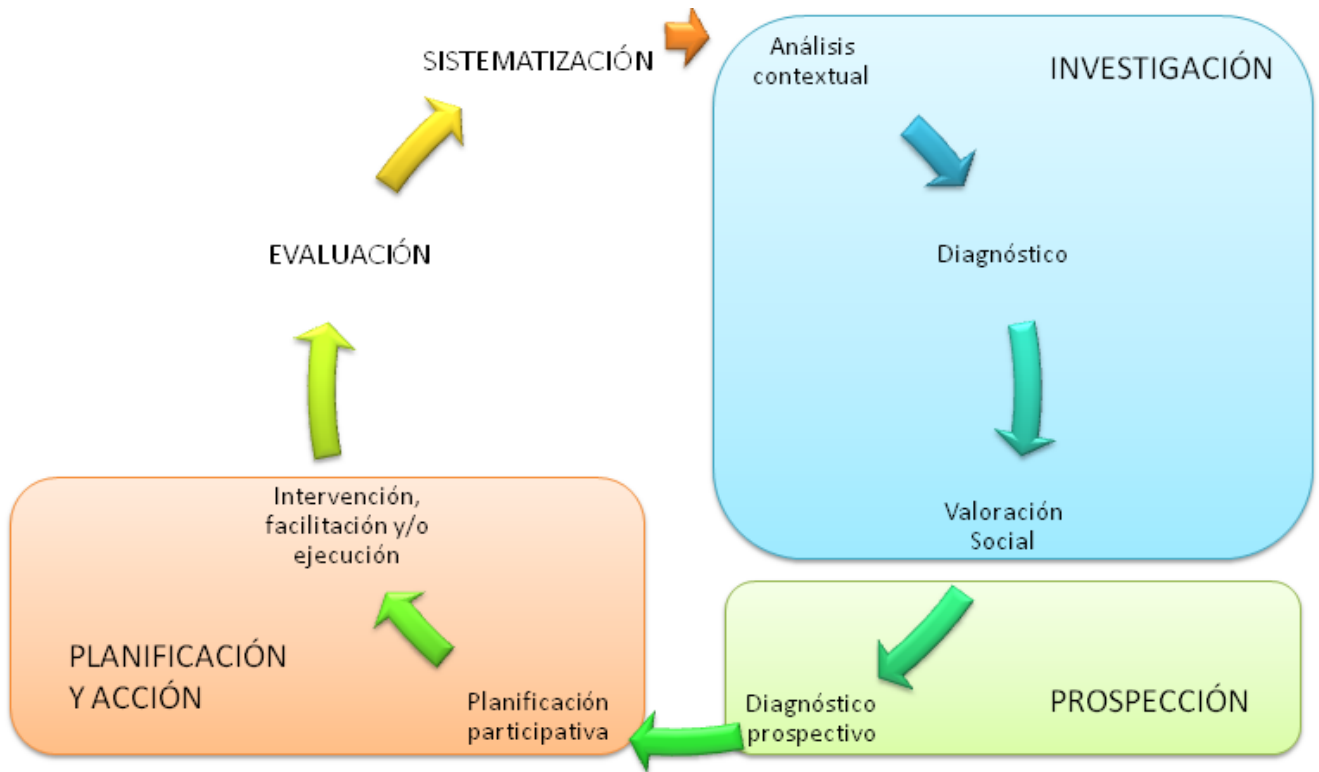 SISTEMATIZACIÓN
Análisis
contextual
INVESTIGACIÓN
EVALUACIÓN
Diagnóstico
Valoración
Social
Intervención,
facilitación y/o
ejecución
PLANIFICACIÓN
Y ACCIÓN
Planificación
participativa
Diagnóstico
prospectivo
PROSPECCIÓN